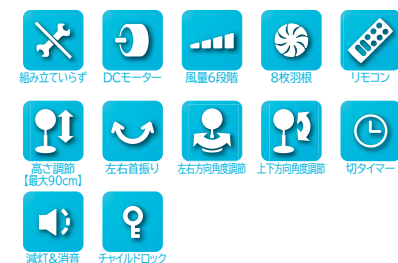 組み立ていらず
DCモーター
風量6段階
8枚羽根
リモコン
高さ調節
【最大90cm】
左右首振り
左右方向角度調節
上下方向角度調節
切タイマー
減灯&消音
チャイルドロック